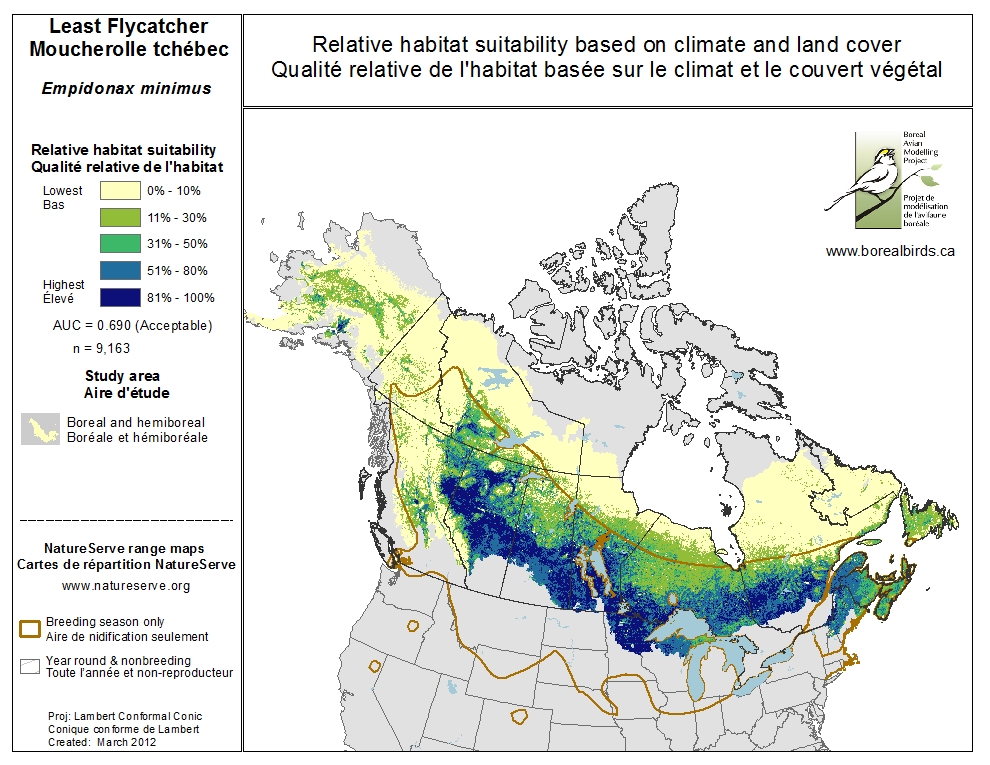 Least Flycatcher
Moucherolle tchébec
Empidonax minimus
Relative habitat suitability based on climate and land cover
Qualité relative de l'habitat basée sur le climat et le couvert végétal
Relative habitat suitability
Qualité relative de l'habitat
Lowest
Bas
0% - 10%
11% - 30%
31% - 50%
51% - 80%
Highest
Élevé
81% - 100%
AUC = 0.690 (Acceptable)
n = 9,163
Study area
Aire d'étude
Boreal and hemiboreal
Boréale et hémiboréale
NatureServe range maps
Cartes de répartition NatureServe
www.natureserve.org
Breeding season only
Aire de nidification seulement
Year round & nonbreeding
Toute l'année et non-reproducteur
Proj: Lambert Conformal Conic
Conique conforme de Lambert
Created: March 2012
Boreal
Avian
Modelling
Project
Projet de
modélisation
de l'avifaune
boréale
www.borealbirds.ca